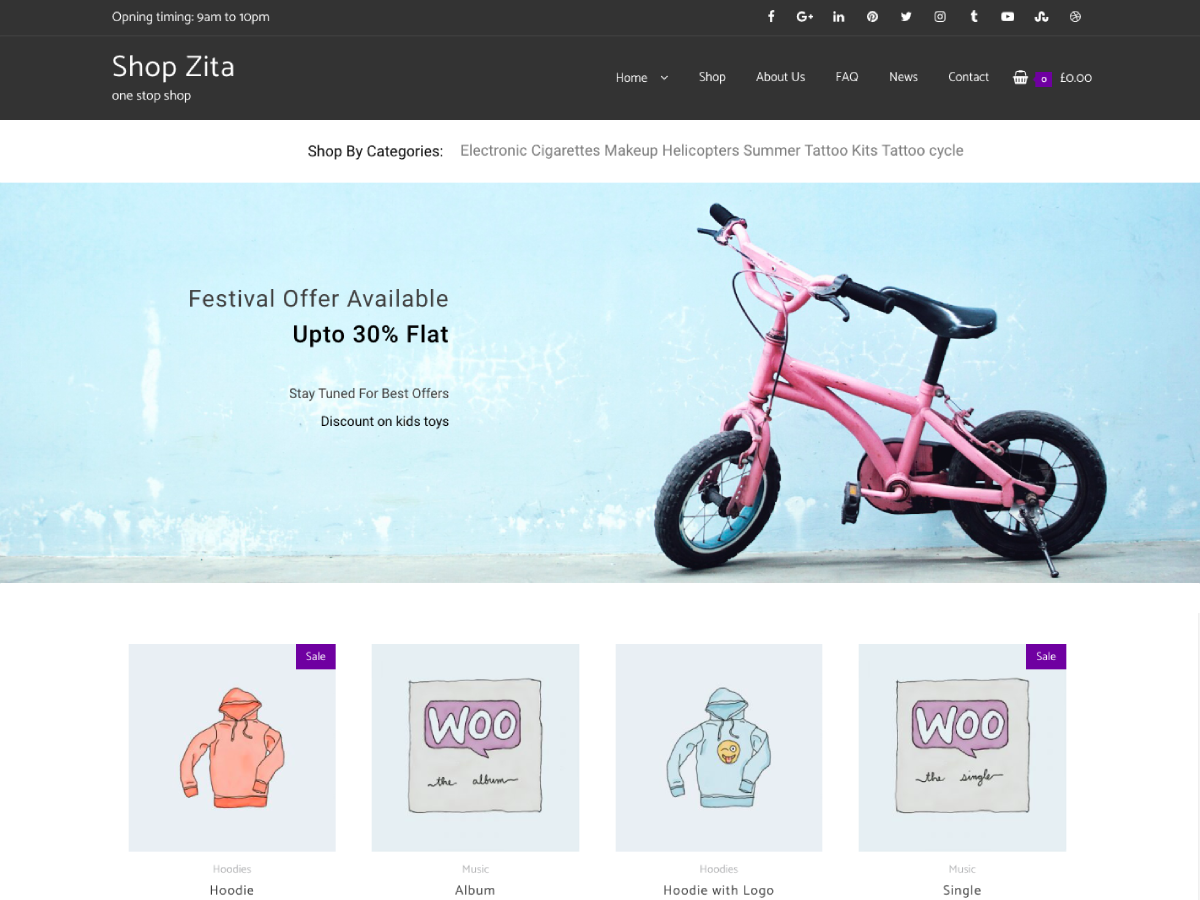 Opning timing: 9am to 10pm
Shop Zita
one stop shop
Home Shop About Us FAQ News Contact 0 £0.00
Shop By Categories: Electronic Cigarettes Makeup Helicopters Summer Tattoo Kits Tattoo cycle
Festival Offer Available
Upto 30% Flat
Stay Tuned For Best Offers
Discount on kids toys
Sale
Sale
WOO
the album
WOO
the single
Hoodies
Hoodie
Music
Album
Hoodies
Hoodie with Logo
Music
Single